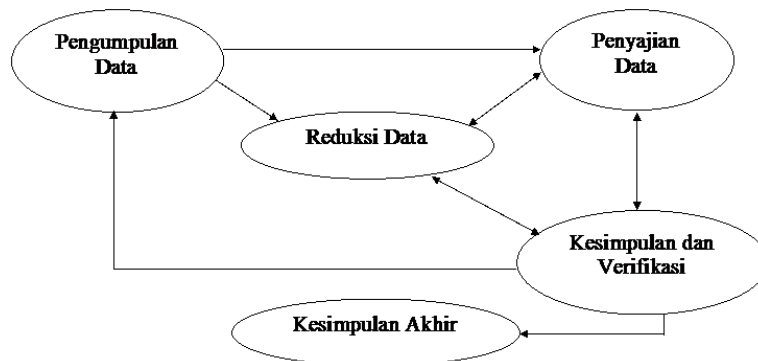 Pengumpulan
Data
Penyajian
Data
Reduksi Data
Kesimpulan dan
Verifikasi
Kesimpulan Akhir